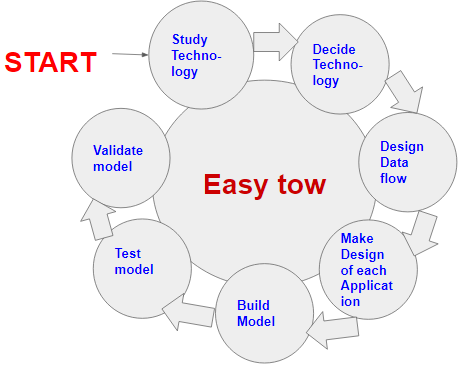 START
Study
Techno-
logy
Decide
Techno-
logy
Design
Data
flow
Make
Design
of each
Applicat
ion
Build
Model
Test
model
Validate
model
Easy tow